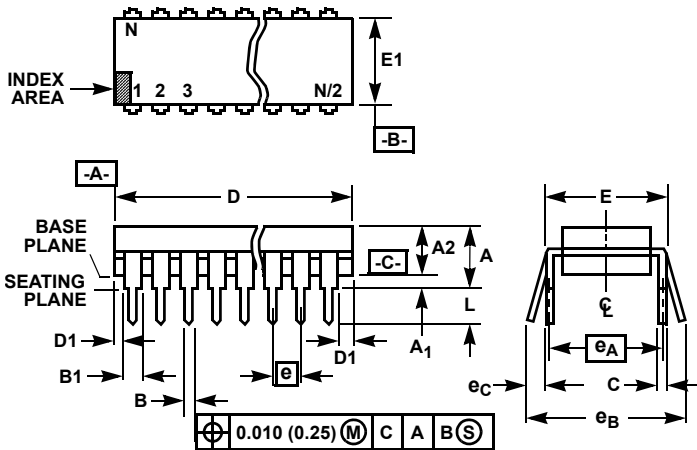 N
E1
INDEX
AREA
1 2 3 N/2
-B-
-A-
D
E
BASE
PLANE
A2
A
-C-
SEATING
PLANE
L
C L
D1
A1
D1
eA
B1
e
eC
C
B
eB
0.010 (0.25) M C A B S